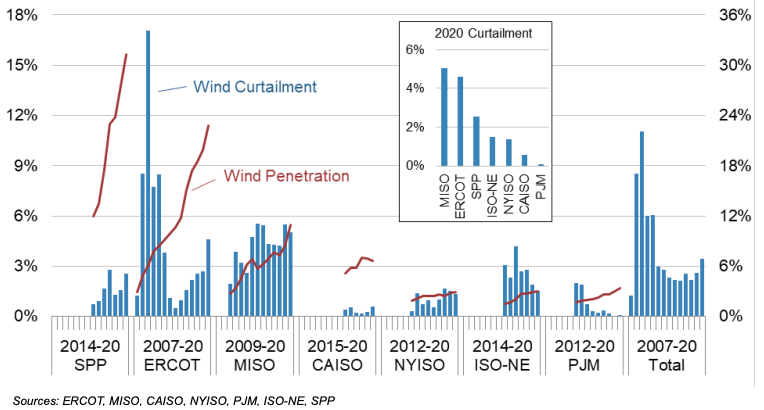 18%
15%
12%
9%
6%
3%
0%
36%
30%
24%
18%
12%
6%
0%
Wind Curtailment
Wind Penetration
2020 Curtailment
6%
4%
2%
0%
MISO
ERCOT
SPP
ISO-NE
NYISO
CAISO
PJM
2014-20
SPP
2007-20
ERCOT
2009-20
MISO
2015-20
CAISO
2012-20
NYISO
2014-20
ISO-NE
2012-20
PJM
2007-20
Total
Sources: ERCOT, MISO, CAISO, NYISO, PJM, ISO-NE, SPP